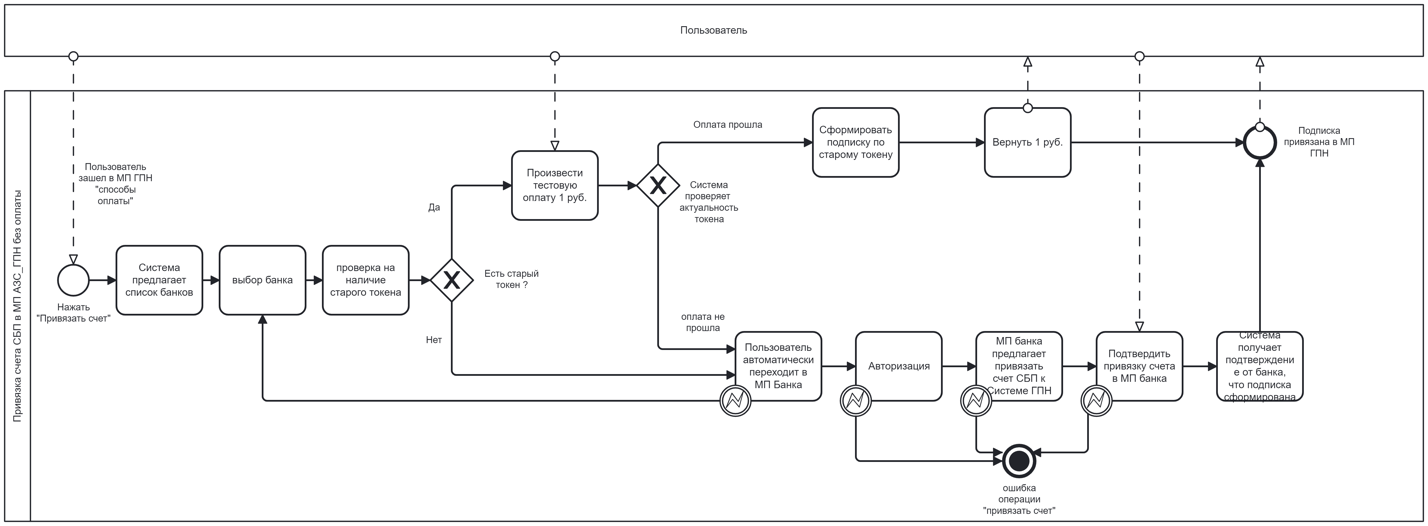 Пользователь
Привязка счета СБП в МП АЗС_ГПН без оплаты
Пользователь
зашел в МП ГПН
"способы
оплаты"
Нажать
"Привязать счет"
Система
предлагает
список банков
выбор банка
проверка на
наличие
старого токена
Есть старый
токен ?
Да
Нет
Произвести
тестовую
оплату 1 руб.
Система
проверяет
актуальность
токена
Оплата прошла
оплата не
прошла
Сформировать
подписку по
старому токену
Вернуть 1 руб.
Подписка
привязана в МП
ГПН
Пользователь
автоматически
переходит в
МП Банка
Авторизация
МП банка
предлагает
привязать
счет СБП к
Системе ГПН
Подтвердить
привязку счета
в МП банка
Система
получает
подтверждени
е от банка,
что подписка
сформирована
ошибка
операции
"привязать счет"